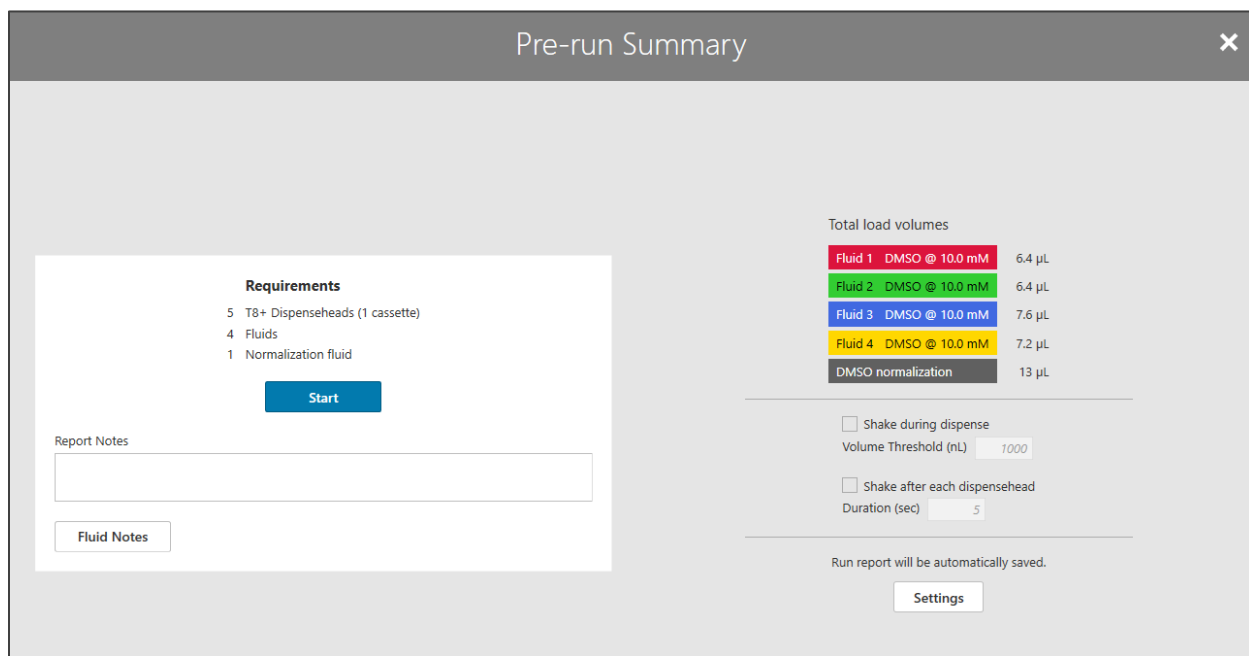 Pre-run Summary
Requirements
5 T8+ Dispenseheads (1 cassette)
4 Fluids
1 Normalization fluid
Start
Report Notes
Fluid Notes
Total load volumes
Fluid 1 DMSO @ 10.0 mM 6.4 µL
Fluid 2 DMSO @ 10.0 mM 6.4 µL
Fluid 3 DMSO @ 10.0 mM 7.6 µL
Fluid 4 DMSO @ 10.0 mM 7.2 µL
DMSO normalization 13 µL
Shake during dispense
Volume Threshold (nL) 1000
Shake after each dispensehead
Duration (sec) 5
Run report will be automatically saved.
Settings